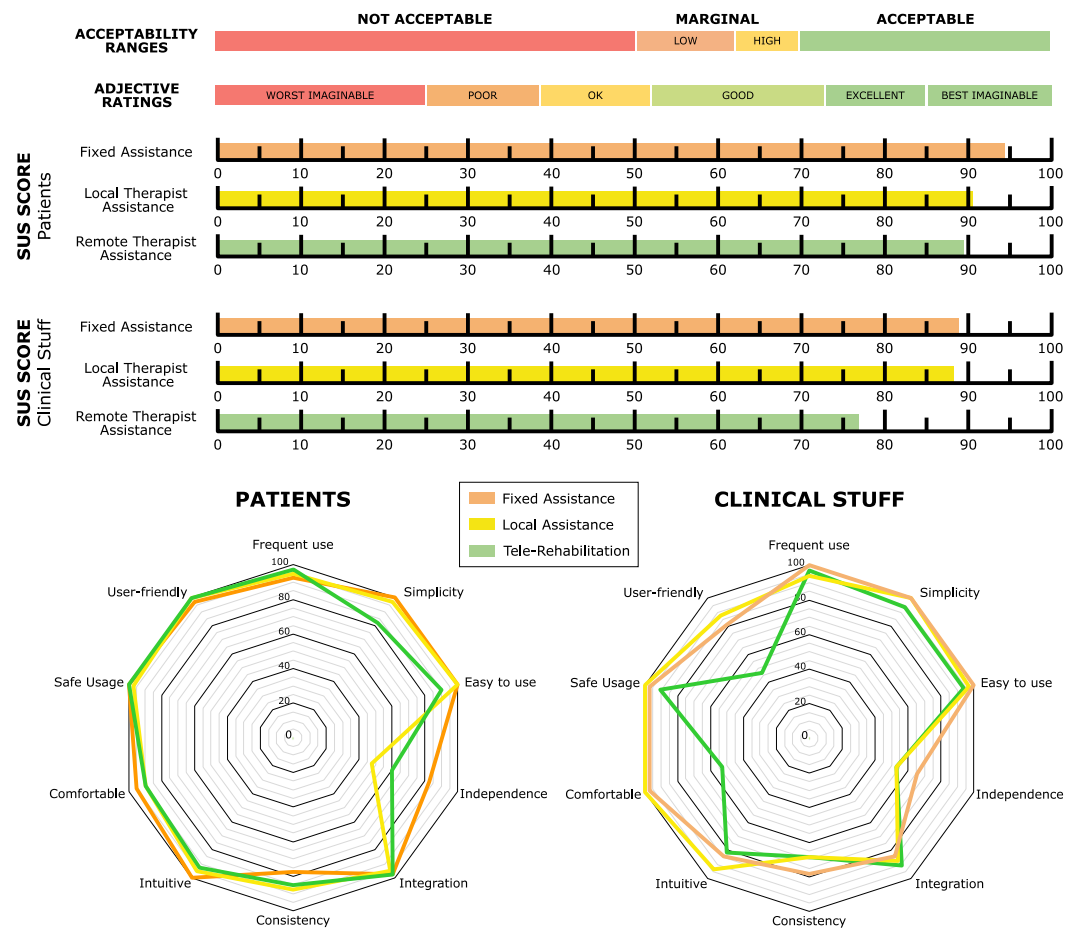 NOT ACCEPTABLE MARGINAL ACCEPTABLE
ACCEPTABILITY
RANGES
LOW HIGH
ADJECTIVE
RATINGS
WORST IMAGINABLE POOR OK GOOD EXCELLENT BEST IMAGINABLE
SUS SCORE
Patients
Fixed Assistance
0 10 20 30 40 50 60 70 80 90 100
Local Therapist
Assistance
0 10 20 30 40 50 60 70 80 90 100
Remote Therapist
Assistance
0 10 20 30 40 50 60 70 80 90 100
SUS SCORE
Clinical Stuff
Fixed Assistance
0 10 20 30 40 50 60 70 80 90 100
Local Therapist
Assistance
0 10 20 30 40 50 60 70 80 90 100
Remote Therapist
Assistance
0 10 20 30 40 50 60 70 80 90 100
PATIENTS
Fixed Assistance
Local Assistance
Tele-Rehabilitation
CLINICAL STUFF
Frequent use
100
User-friendly
Simplicity
80
60
Safe Usage
Easy to use
40
20
0
Comfortable
Independence
Intuitive
Integration
Consistency
Frequent use
100
User-friendly
Simplicity
80
60
Safe Usage
Easy to use
40
20
0
Comfortable
Independence
Intuitive
Integration
Consistency